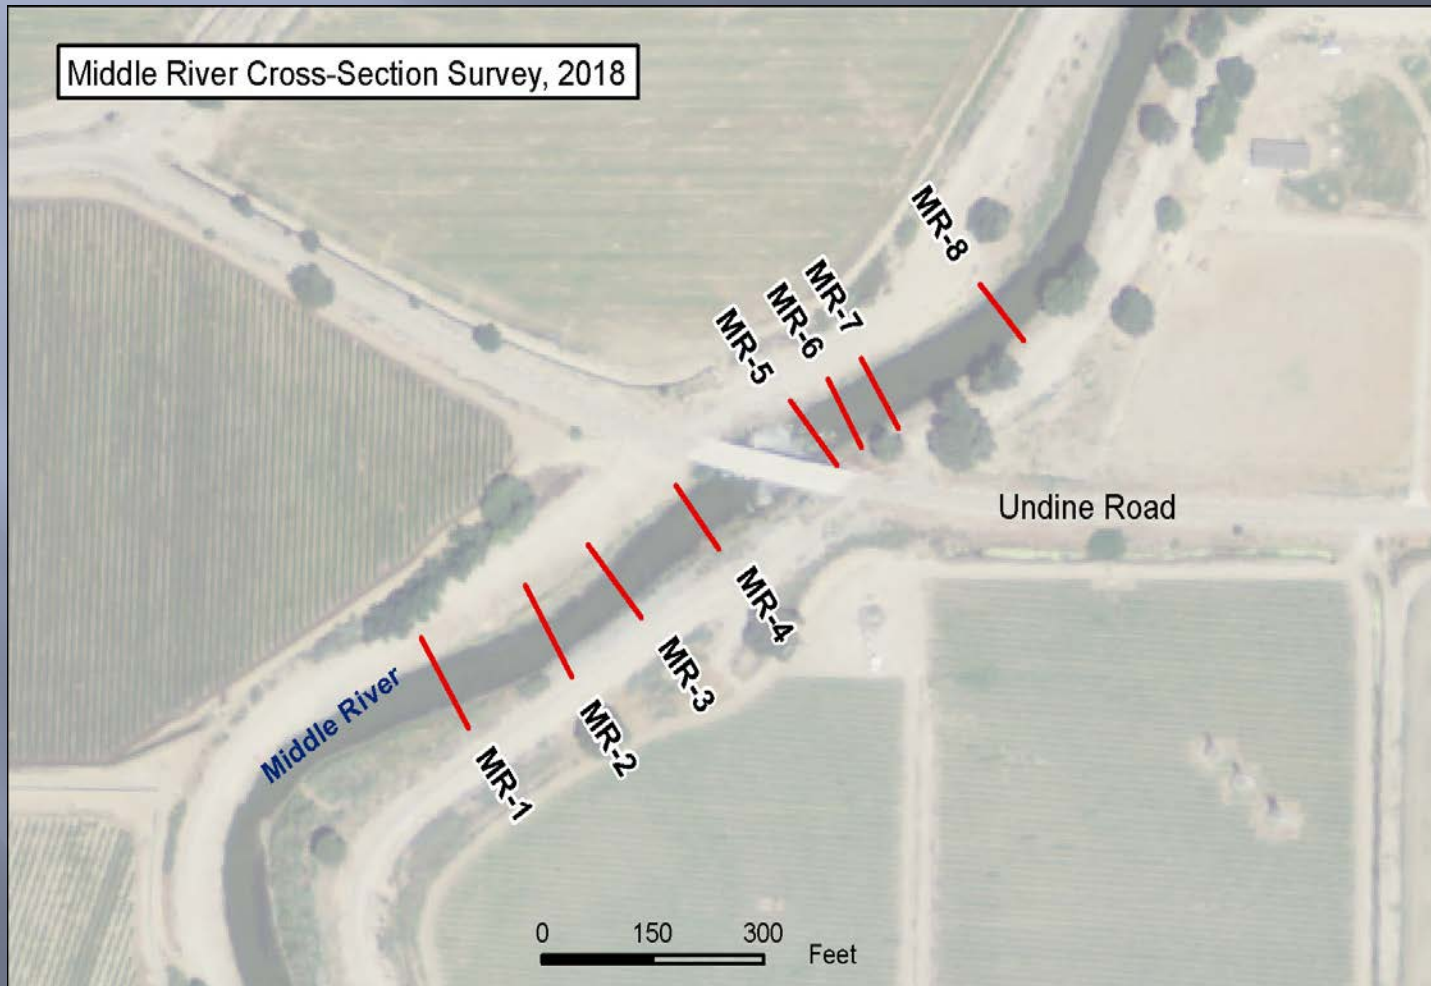 Middle River Cross-Section Survey, 2018
MR-8
MR-7
MR-6
MR-5
Undine Road
MR-4
MR-3
MR-2
MR-1
Middle River
0 150 300
Feet